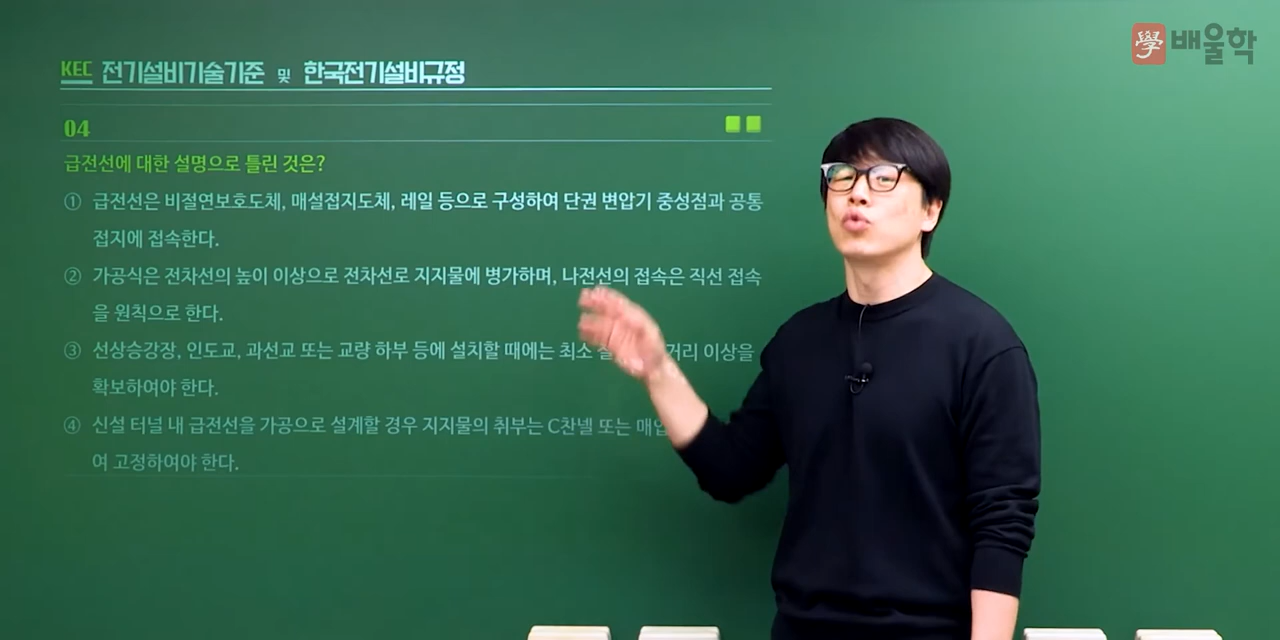 學 배울학
KEC 전기설비기술기준 및 한국전기설비규정
04
급전선에 대한 설명으로 틀린 것은?
① 급전선은 비절연보호도체, 매설접지도체, 레일 등으로 구성하여 단권 변압기 중성점과 공통
접지에 접속한다.
② 가공식은 전차선의 높이 이상으로 전차선로 지지물에 병가하며, 나전선의 접속은 직선 접속
을 원칙으로 한다.
③ 선상승강장, 인도교, 과선교 또는 교량 하부 등에 설치할 때에는 최소 이상을
확보하여야 한다.
④ 신설 터널 내 급전선을 가공으로 설계할 경우 지지물의 취부는 C찬넬 또는
여 고정하여야 한다.